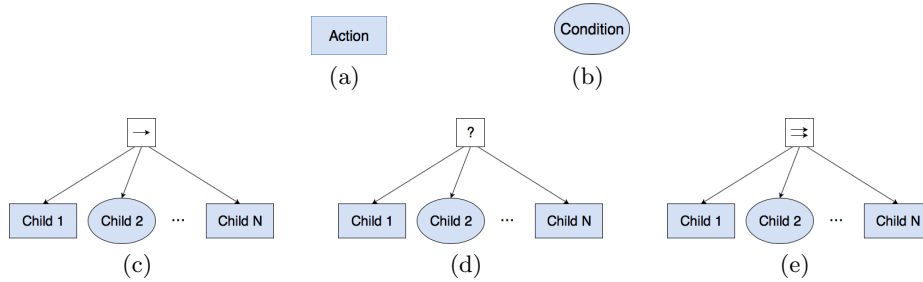 Action
Condition
(a)
(b)
?
Child 1
Child 2
...
Child N
Child 1
Child 2
...
Child N
Child 1
Child 2
...
Child N
(c)
(d)
(e)